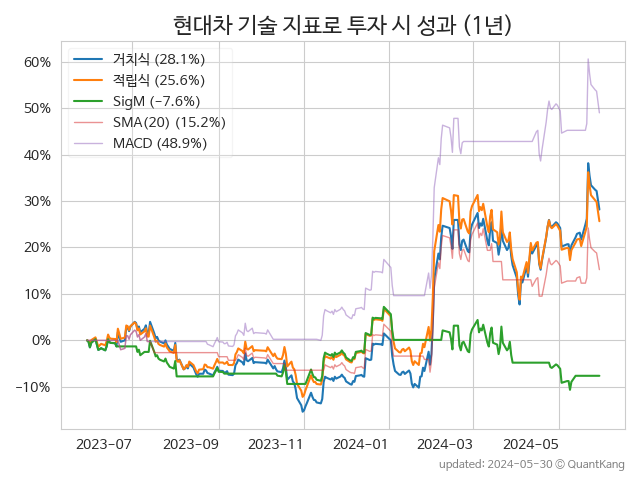 현대차 기술 지표로 투자 시 성과 (1년)
거치식 (28.1%)
적립식 (25.6%)
SigM (−7.6%)
SMA(20) (15.2%)
MACD (48.9%)
60%
50%
40%
30%
20%
10%
0%
−10%
2023-07 2023-09 2023-11 2024-01 2024-03 2024-05
updated: 2024-05-30 © QuantKang